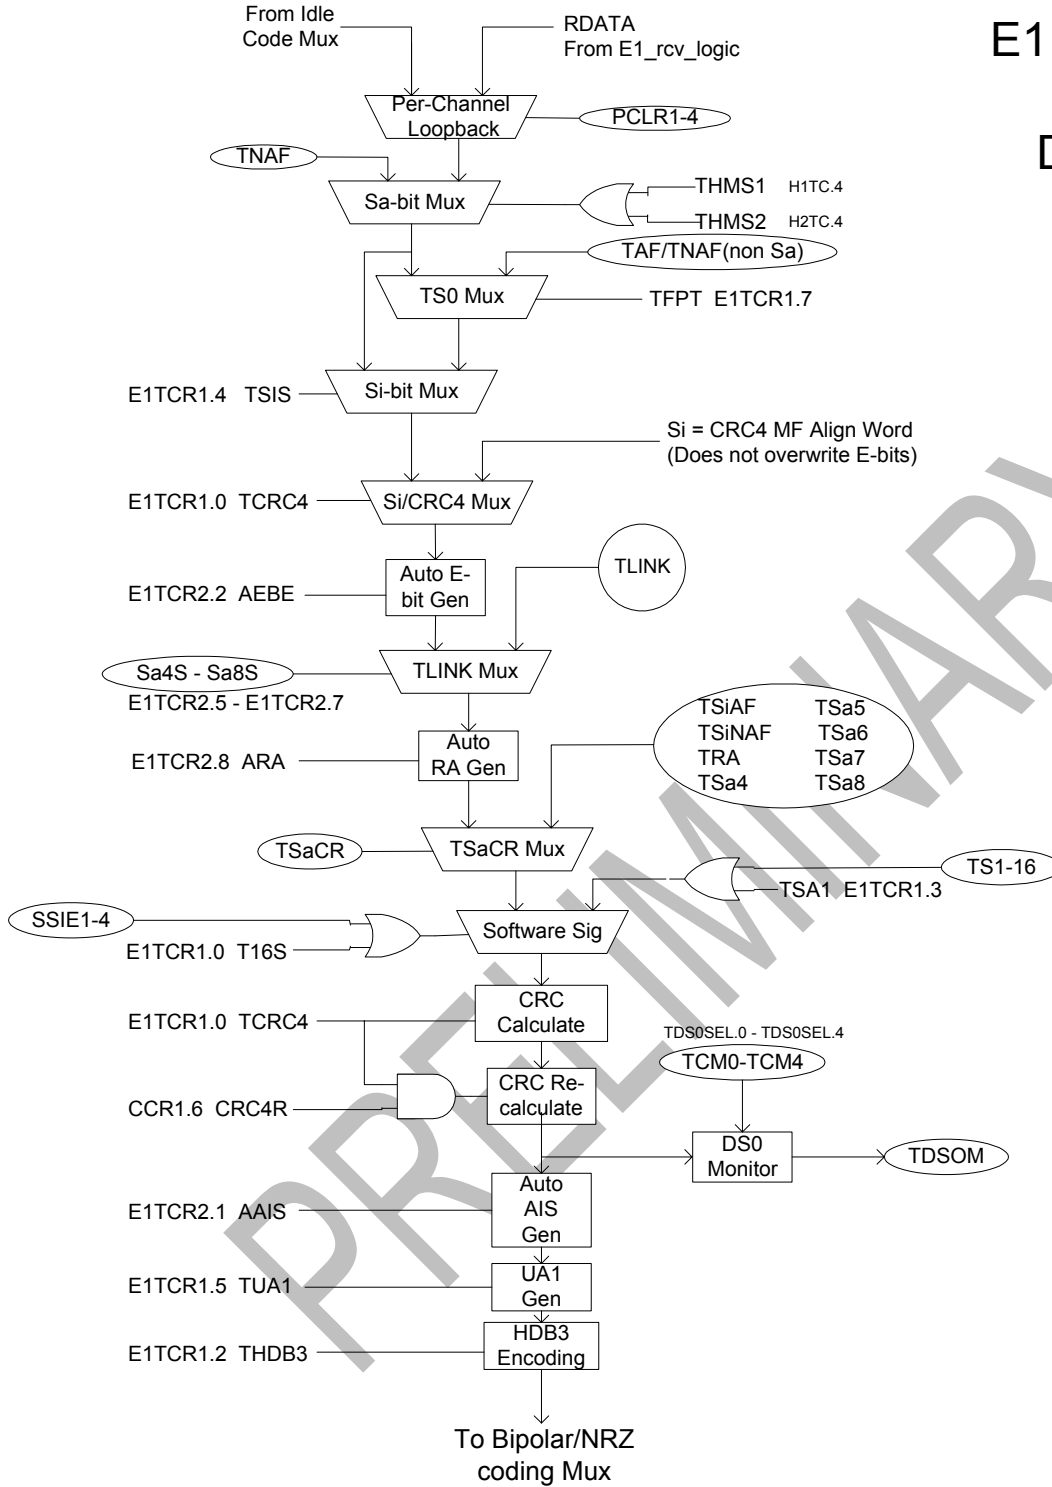 From Idle
Code Mux
RDATA
From E1_rcv_logic
E1
Per-Channel
Loopback
PCLR1-4
D
TNAF
Sa-bit Mux
THMS1 H1TC.4
THMS2 H2TC.4
TAF/TNAF(non Sa)
TS0 Mux
TFPT E1TCR1.7
E1TCR1.4 TSIS
Si-bit Mux
Si = CRC4 MF Align Word
(Does not overwrite E-bits)
E1TCR1.0 TCRC4
Si/CRC4 Mux
Auto E-
bit Gen
E1TCR2.2 AEBE
TLINK
Sa4S - Sa8S
E1TCR2.5 - E1TCR2.7
TLINK Mux
E1TCR2.8 ARA
Auto
RA Gen
TSiAF TSa5
TSiNAF TSa6
TRA TSa7
TSa4 TSa8
TSaCR
TSaCR Mux
TS1-16
TSA1 E1TCR1.3
SSIE1-4
Software Sig
E1TCR1.0 T16S
CRC
Calculate
E1TCR1.0 TCRC4
TDS0SEL.0 - TDS0SEL.4
TCM0-TCM4
CRC Re-
calculate
CCR1.6 CRC4R
DS0
Monitor
TDSOM
Auto
AIS
Gen
E1TCR2.1 AAIS
UA1
Gen
E1TCR1.5 TUA1
HDB3
Encoding
E1TCR1.2 THDB3
To Bipolar/NRZ
coding Mux
PRELIMINARY